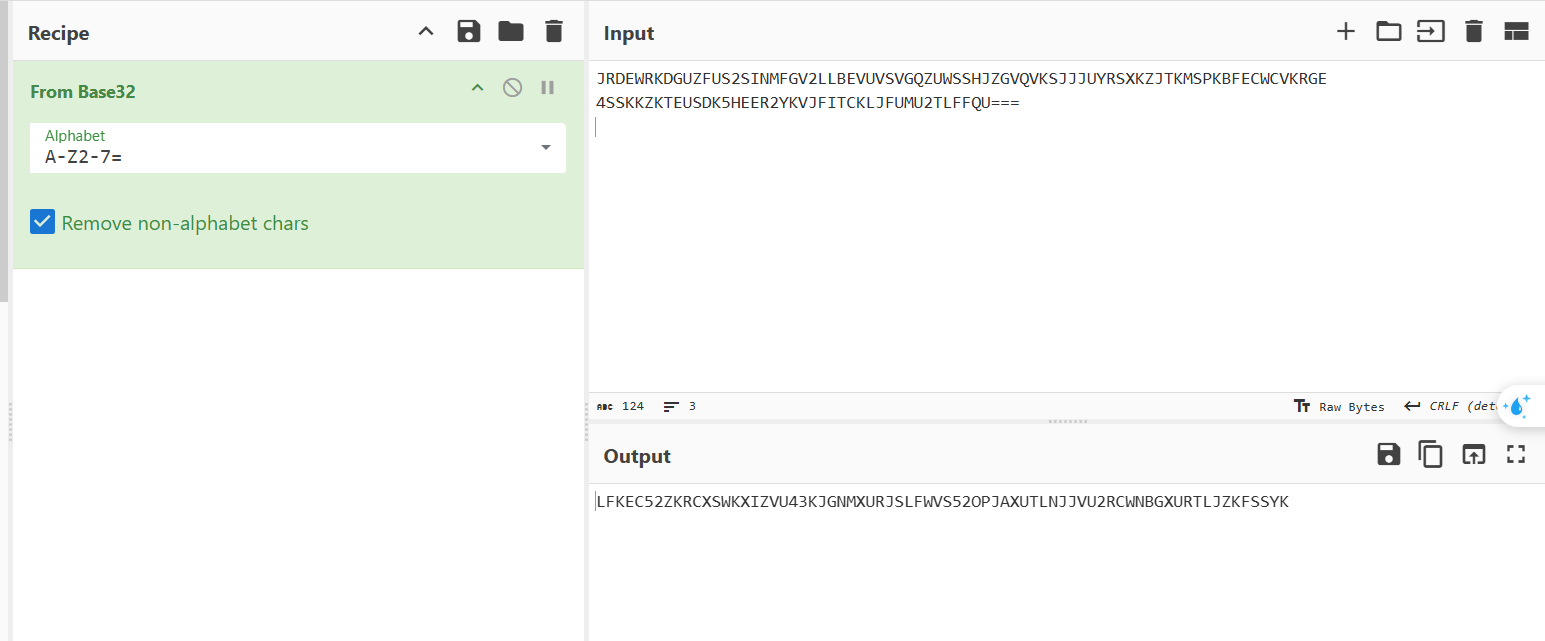 Recipe
From Base32
Alphabet
A-Z2-7=
Remove non-alphabet chars
Input
JRDEWRKDGUZFUS2SINMFGV2LLBEVUVSVGQZUWSSHJZGVQVKSJJJUYRSXKZJTKMSPKBFECWCVKRGE
4SSKKZKTEUSDK5HEER2YKVJFITCKLJFUMU2TLFFQU===
ABC 124 3
Raw Bytes CRLF
Output
LFKEC52ZKRCXSWKXIZVU43KJGNMXURJSLFWVS52OPJAXUTLNJJVU2RCWNBGXURTLJZKFSSYK